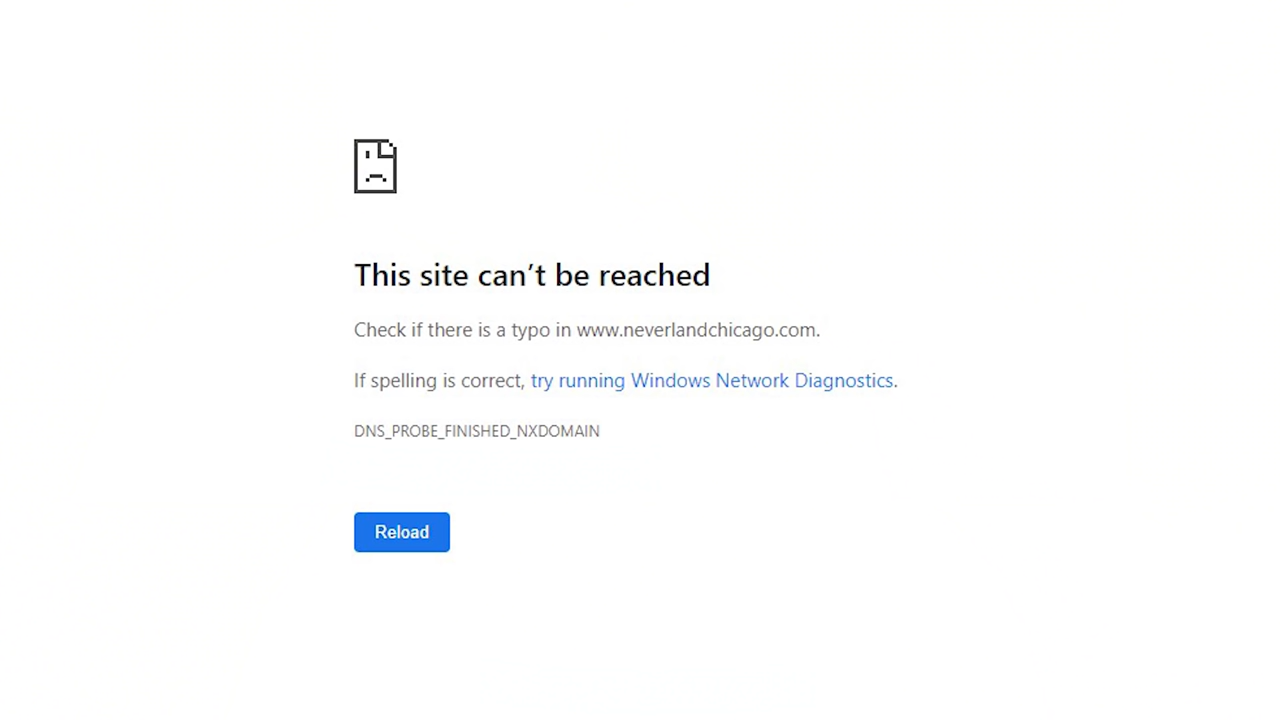 This site can’t be reached
Check if there is a typo in www.neverlandchicago.com.
If spelling is correct, try running Windows Network Diagnostics.
DNS_PROBE_FINISHED_NXDOMAIN
Reload